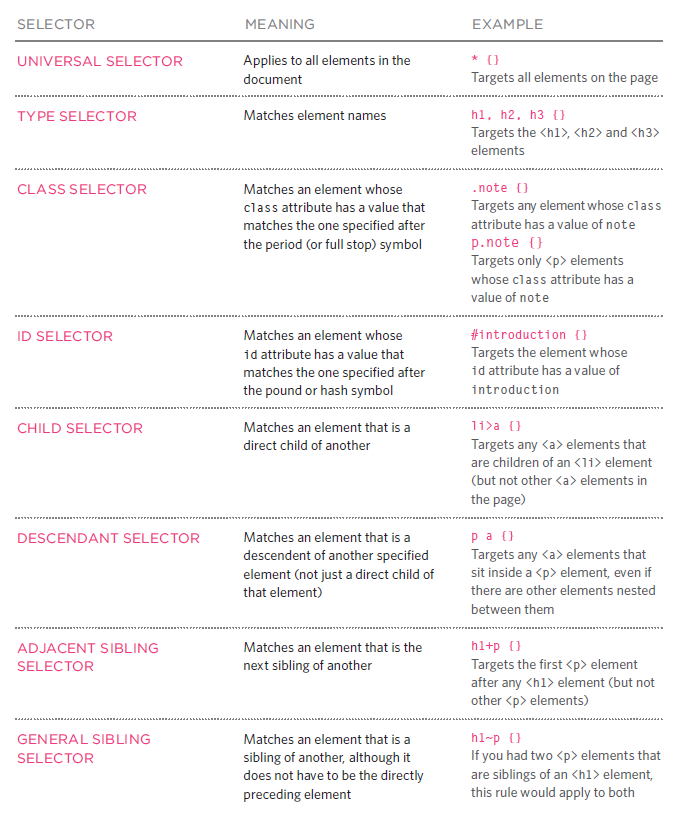 SELECTOR MEANING EXAMPLE
UNIVERSAL SELECTOR
Applies to all elements in the
document
* {}
Targets all elements on the page
TYPE SELECTOR
Matches element names
h1, h2, h3 {}
Targets the <h1>, <h2> and <h3>
elements
CLASS SELECTOR
Matches an element whose
class attribute has a value that
matches the one specified after
the period (or full stop) symbol
.note {}
Targets any element whose class
attribute has a value of note
p.note {}
Targets only <p> elements
whose class attribute has a
value of note
ID SELECTOR
Matches an element whose
id attribute has a value that
matches the one specified after
the pound or hash symbol
#introduction {}
Targets the element whose
id attribute has a value of
introduction
CHILD SELECTOR
Matches an element that is a
direct child of another
li>a {}
Targets any <a> elements that
are children of an <li> element
(but not other <a> elements in
the page)
DESCENDANT SELECTOR
Matches an element that is a
descendent of another specified
element (not just a direct child of
that element)
p a {}
Targets any <a> elements that
sit inside a <p> element, even if
there are other elements nested
between them
ADJACENT SIBLING
SELECTOR
Matches an element that is the
next sibling of another
h1+p {}
Targets the first <p> element
after any <h1> element (but not
other <p> elements)
GENERAL SIBLING
SELECTOR
Matches an element that is a
sibling of another, although it
does not have to be the directly
preceding element
h1~p {}
If you had two <p> elements that
are siblings of an <h1> element,
this rule would apply to both